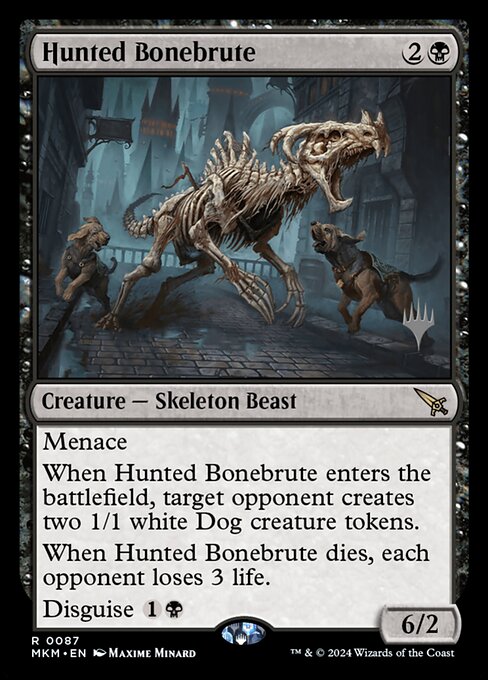 Hunted Bonebrute 2
Creature — Skeleton Beast
Menace
When Hunted Bonebrute enters the
battlefield, target opponent creates
two 1/1 white Dog creature tokens.
When Hunted Bonebrute dies, each
opponent loses 3 life.
Disguise 1
6/2
R 0087
MKM • EN Maxime Minard
™ & © 2024 Wizards of the Coast